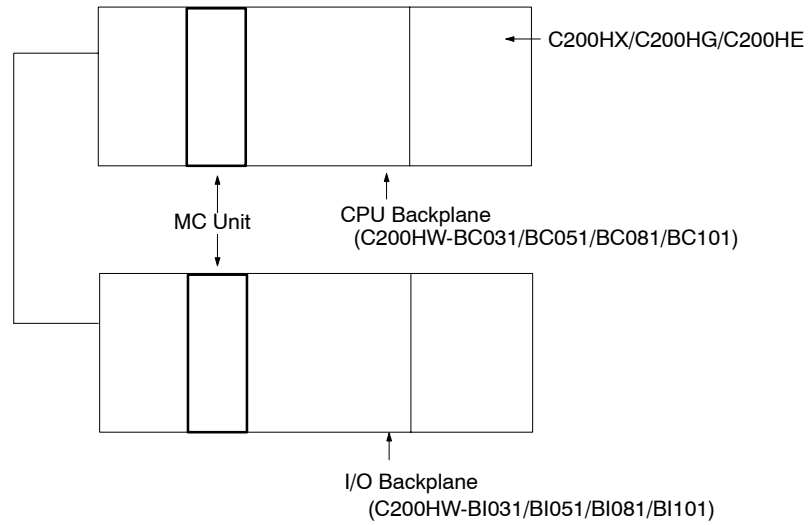 C200HX/C200HG/C200HE
MC Unit
CPU Backplane
(C200HW-BC031/BC051/BC081/BC101)
I/O Backplane
(C200HW-BI031/BI051/BI081/BI101)